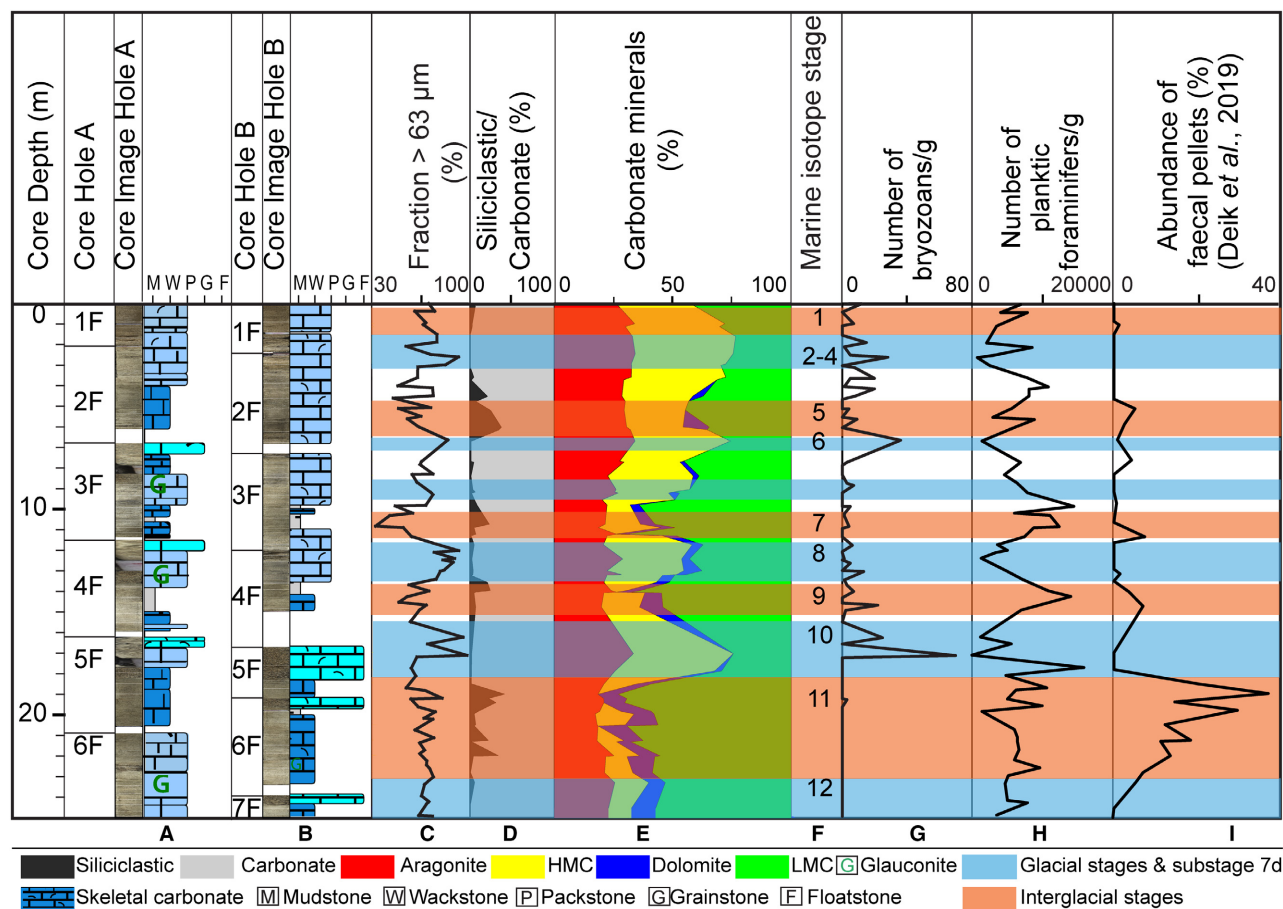 Core Depth (m)
Core Hole A
Core Image Hole A
M W P G F
Core Hole B
Core Image Hole B
M W P G F
Fraction > 63 µm
(%)
30 100
Siliciclastic/
Carbonate (%)
0 100
Carbonate minerals
(%)
0 50 100
Marine isotope stage
Number of
bryozoans/g
0 80
Number of
planktic
foraminifers/g
0 20000
Abundance of
faecal pellets (%)
(Deik et al., 2019)
0 40
0
10
20
1F
2F
3F
4F
5F
6F
G
G
G
1F
2F
3F
4F
5F
6F
7F
G
1
2-4
5
6
7
8
9
10
11
12
A B C D E F G H I
Siliciclastic Carbonate Aragonite HMC Dolomite LMC G Glauconite Glacial stages & substage 7d
Skeletal carbonate M Mudstone W Wackstone P Packstone G Grainstone F Floatstone Interglacial stages